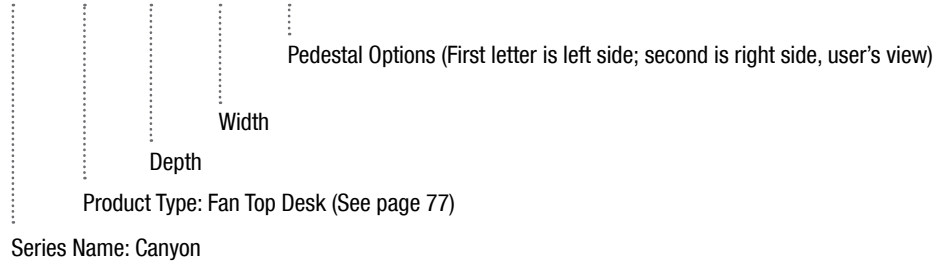 Pedestal Options (First letter is left side; second is right side, user's view)
Width
Depth
Product Type: Fan Top Desk (See page 77)
Series Name: Canyon